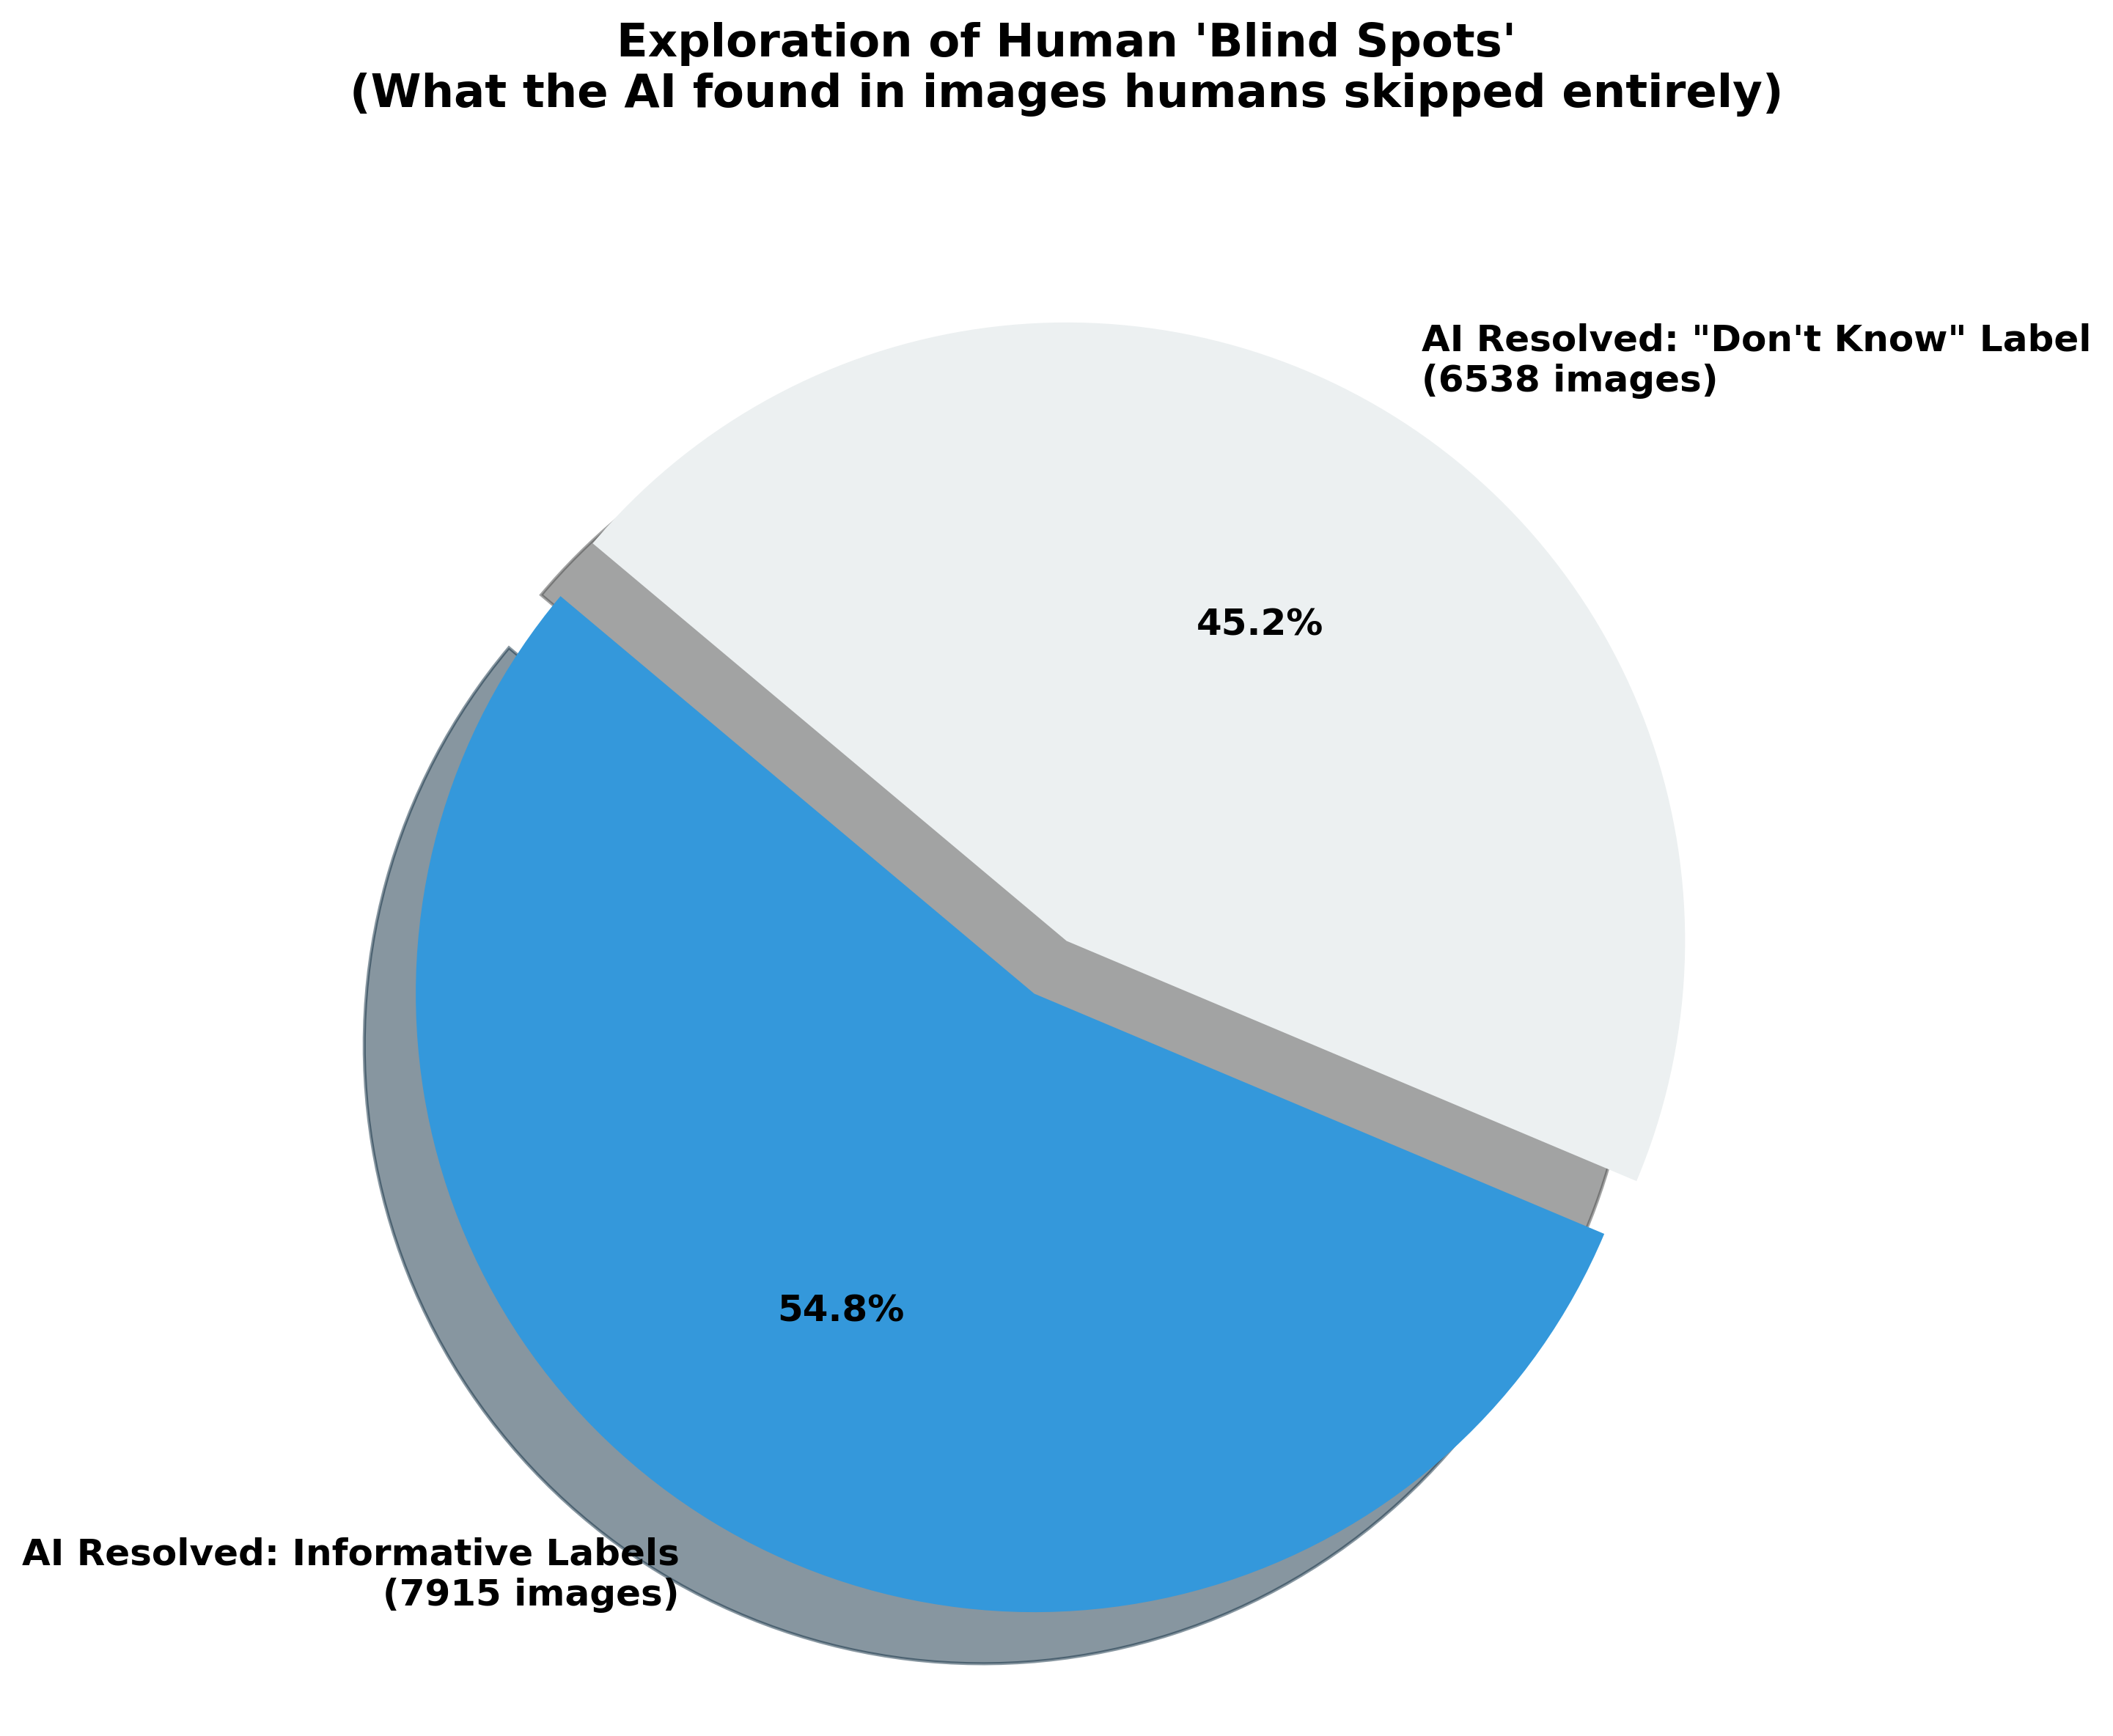 Exploration of Human 'Blind Spots'
(What the AI found in images humans skipped entirely)
AI Resolved: "Don't Know" Label
(6538 images)
45.2%
54.8%
AI Resolved: Informative Labels
(7915 images)